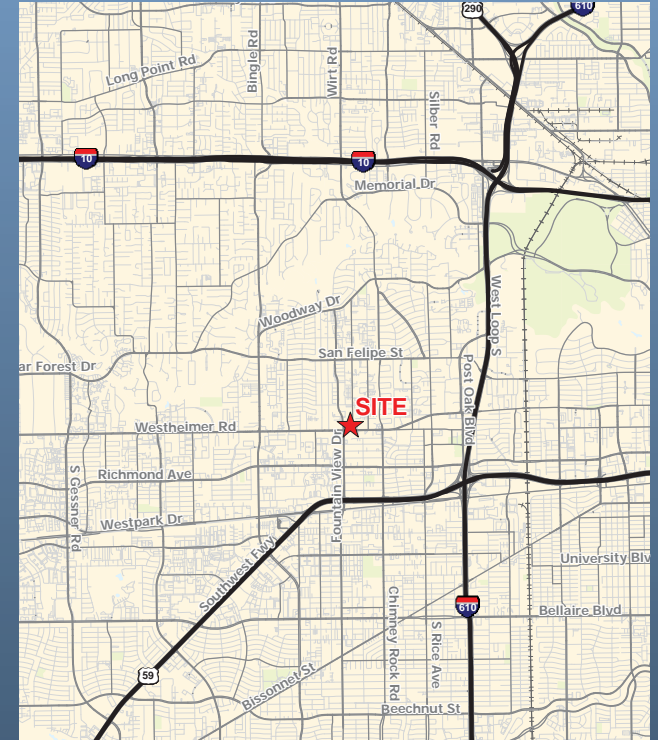 290
610
Long Point Rd
Bingle Rd
Wirt Rd
Silber Rd
10
10
Memorial Dr
West Loop S
Woodway Dr
San Felipe St
ar Forest Dr
Post Oak Blvd
SITE
Westheimer Rd
Fountain View Dr
S Gessner Rd
Richmond Ave
Westpark Dr
Southwest Fwy
University Blv
Chimney Rock Rd
610
Bellaire Blvd
S Rice Ave
59
Bissonnet St
Beechnut St